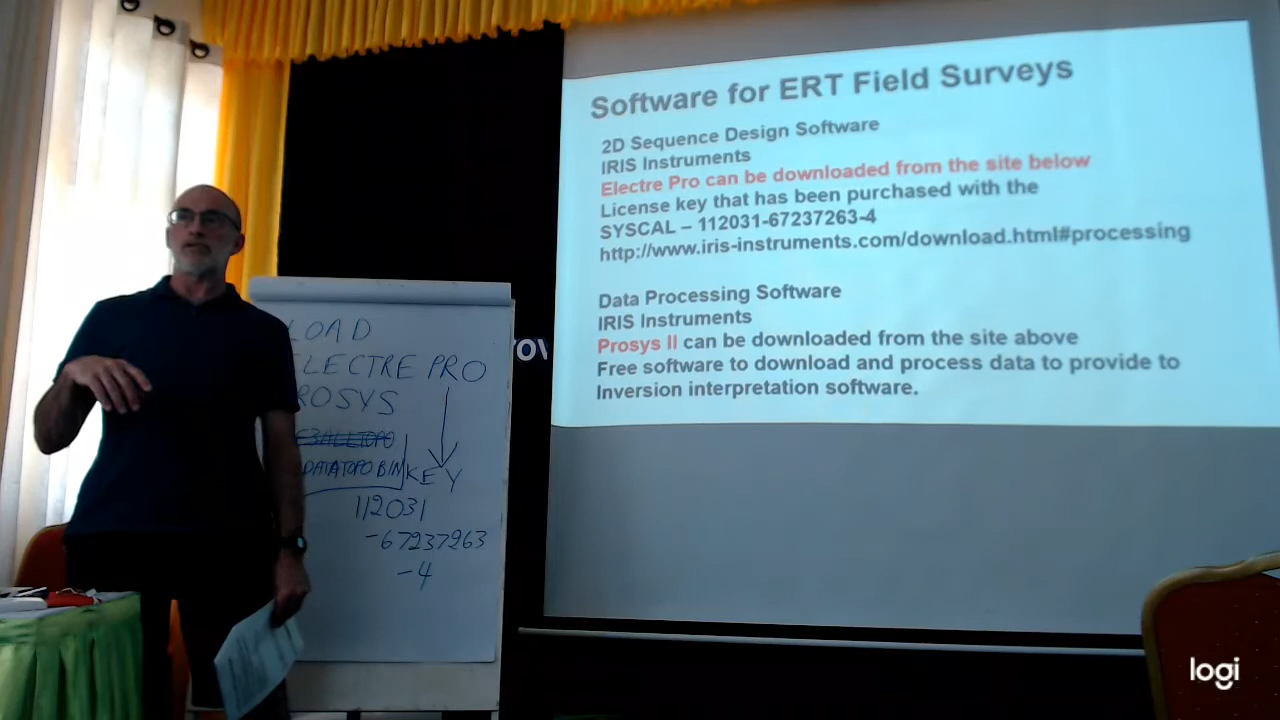 Software for ERT Field Surveys
2D Sequence Design Software
IRIS Instruments
Electre Pro can be downloaded from the site below
License key that has been purchased with the
SYSCAL – 112031-67237263-4
http://www.iris-instruments.com/download.html#processing
Data Processing Software
IRIS Instruments
Prosys II can be downloaded from the site above
Free software to download and process data to provide to
Inversion interpretation software.
LOAD
LECTRE PRO
ROSYS
DATATOPO BIN
KEY
112031
-67237263
-4
logi